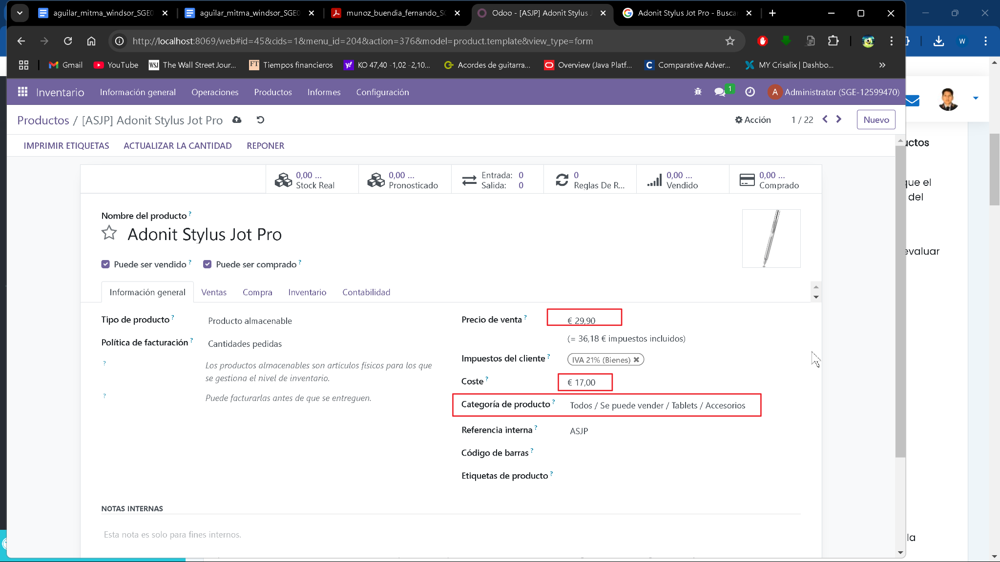 aguilar_mitma_windsor_SGE0
aguilar_mitma_windsor_SGE0
munoz_buendia_fernando_S
Odoo - [ASJP] Adonit Stylus J
Adonit Stylus Jot Pro - Busca
http://localhost:8069/web#id=45&cids=1&menu_id=204&action=376&model=product.template&view_type=form
W
Gmail
YouTube
WSJ The Wall Street Jour...
FT Tiempos financieros
KO 47,40 -1,02 -2,10...
Acordes de guitarra...
Overview (Java Platf...
C Comparative Adver...
MY Crisalix | Dashbo...
Inventario
Información general
Operaciones
Productos
Informes
Configuración
1
A Administrator (SGE-12599470)
Productos / [ASJP] Adonit Stylus Jot Pro
Acción
1 / 22
Nuevo
IMPRIMIR ETIQUETAS
ACTUALIZAR LA CANTIDAD
REPONER
uctos
0,00 ...
Stock Real
0,00 ...
Pronosticado
Entrada: 0
Salida: 0
0
Reglas De R...
0,00 ...
Vendido
0,00 ...
Comprado
que el
del
Nombre del producto ?
Adonit Stylus Jot Pro
evaluar
Puede ser vendido ?
Puede ser comprado ?
Información general
Ventas
Compra
Inventario
Contabilidad
Tipo de producto ? Producto almacenable
Política de facturación ? Cantidades pedidas
? Los productos almacenables son artículos físicos para los que
se gestiona el nivel de inventario.
? Puede facturarlas antes de que se entreguen.
Precio de venta ? € 29,90
(= 36,18 € impuestos incluidos)
Impuestos del cliente ? IVA 21% (Bienes)
Coste ? € 17,00
Categoría de producto ? Todos / Se puede vender / Tablets / Accesorios
Referencia interna ? ASJP
Código de barras ?
Etiquetas de producto ?
NOTAS INTERNAS
Esta nota es solo para fines internos.
la